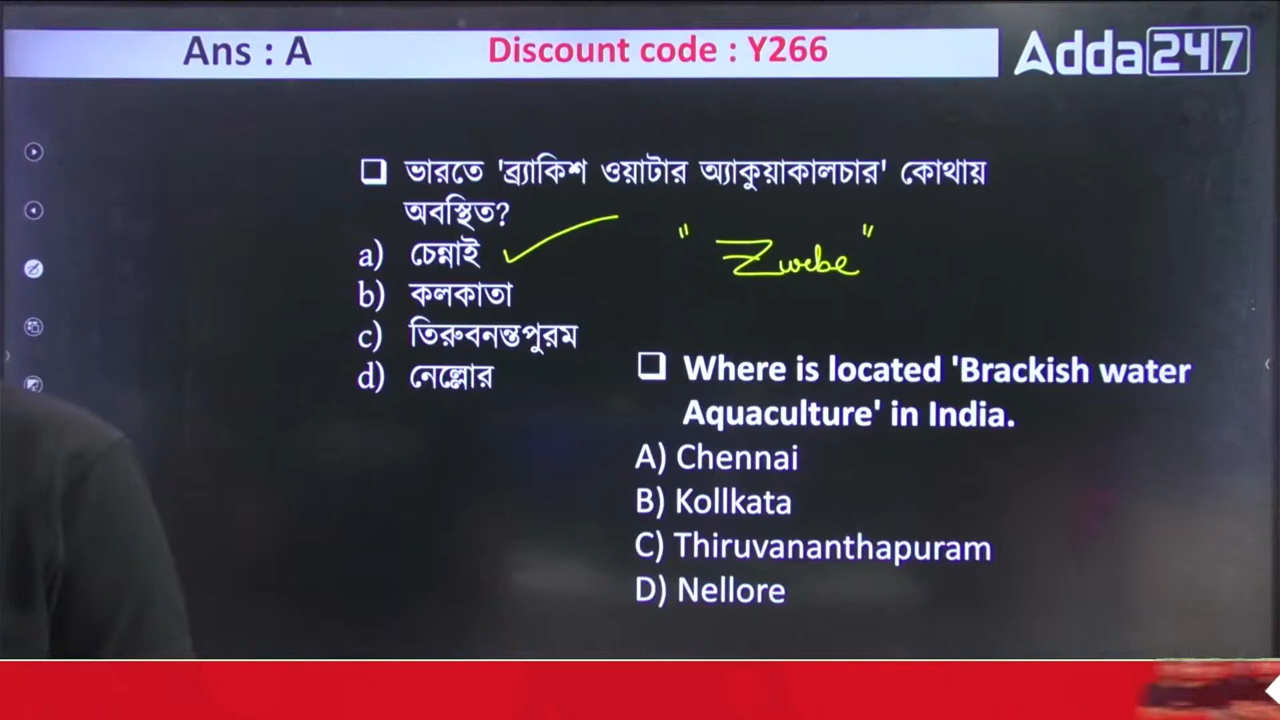 Ans : A
Discount code : Y266
Adda247
❑ ভারতে 'ব্র্যাকিশ ওয়াটার অ্যাকুয়াকালচার' কোথায়
অবস্থিত?
a) চেন্নাই
b) কলকাতা
c) তিরুবনন্তপুরম
d) নেল্লোর
" Zwebe "
❑ Where is located 'Brackish water
Aquaculture' in India.
A) Chennai
B) Kollkata
C) Thiruvananthapuram
D) Nellore